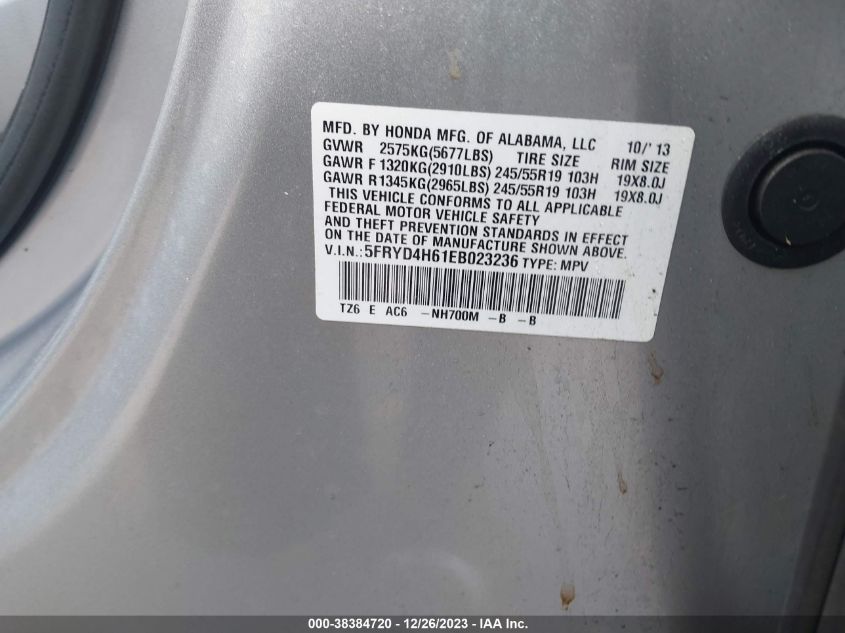 MFD. BY HONDA MFG. OF ALABAMA, LLC 10/' 13
GVWR 2575KG(5677LBS) TIRE SIZE RIM SIZE
GAWR F 1320KG(2910LBS) 245/55R19 103H 19X8.0J
GAWR R1345KG(2965LBS) 245/55R19 103H 19X8.0J
THIS VEHICLE CONFORMS TO ALL APPLICABLE
FEDERAL MOTOR VEHICLE SAFETY
AND THEFT PREVENTION STANDARDS IN EFFECT
ON THE DATE OF MANUFACTURE SHOWN ABOVE.
V.I.N.: 5FRYD4H61EB023236 TYPE: MPV
TZ6 E AC6 -NH700M -B -B
000-38384720 - 12/26/2023 - IAA Inc.